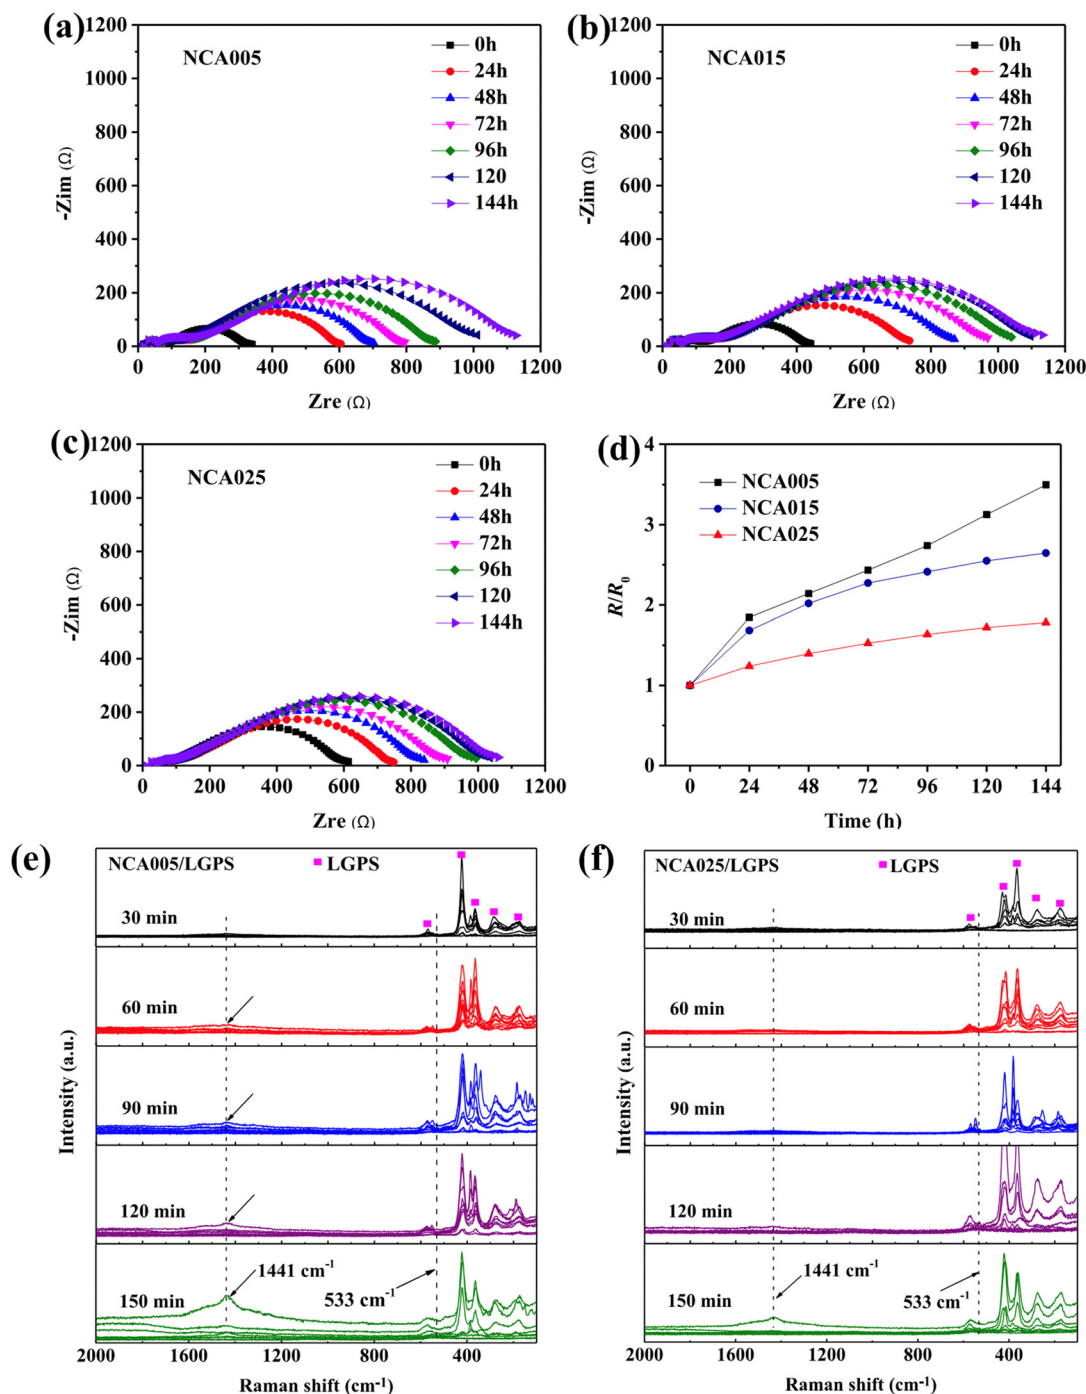 (a)
NCA005
0h
24h
48h
72h
96h
120
144h
1200
1000
800
600
400
200
0
-Zim (Ω)
0 200 400 600 800 1000 1200
Zre (Ω)
(b)
NCA015
0h
24h
48h
72h
96h
120
144h
1200
1000
800
600
400
200
0
-Zim (Ω)
0 200 400 600 800 1000 1200
Zre (Ω)
(c)
NCA025
0h
24h
48h
72h
96h
120
144h
1200
1000
800
600
400
200
0
-Zim (Ω)
0 200 400 600 800 1000 1200
Zre (Ω)
(d)
NCA005
NCA015
NCA025
4
3
2
1
0
R/R0
0 24 48 72 96 120 144
Time (h)
(e)
NCA005/LGPS LGPS
30 min
60 min
90 min
120 min
150 min
1441 cm-1
533 cm-1
Intensity (a.u.)
2000 1600 1200 800 400
Raman shift (cm-1)
(f)
NCA025/LGPS LGPS
30 min
60 min
90 min
120 min
150 min
1441 cm-1
533 cm-1
Intensity (a.u.)
2000 1600 1200 800 400
Raman shift (cm-1)